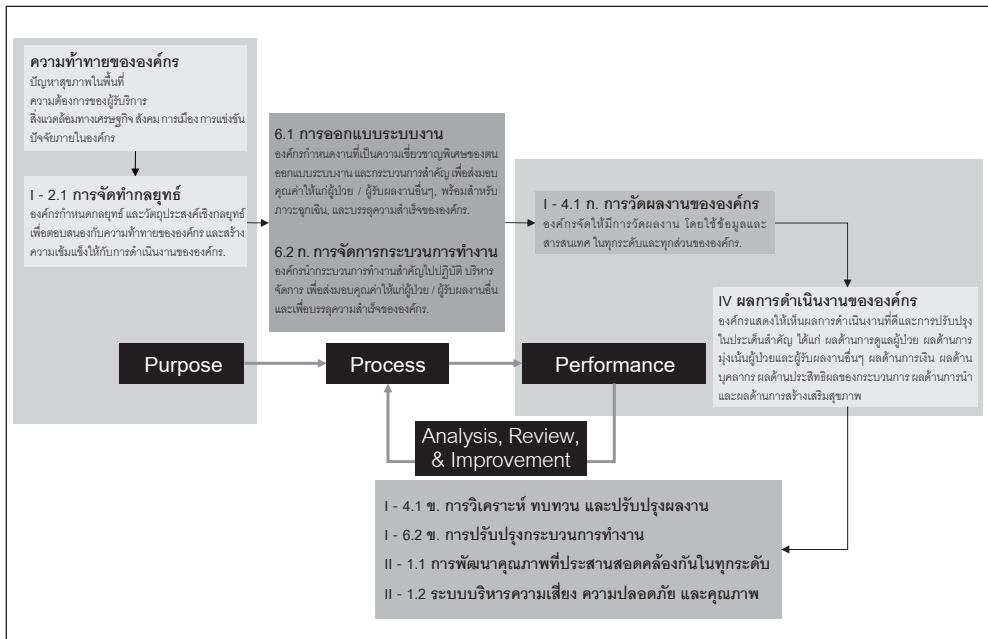 ความท้าทายขององค์กร
ปัญหาสุขภาพในพื้นที่
ความต้องการของผู้รับริการ
สิ่งแวดล้อมทางเศรษฐกิจ สังคม การเมือง การแข่งขัน
ปัจจัยภายในองค์กร
I - 2.1 การจัดทำกลยุทธ์
องค์กรกำหนดกลยุทธ์ และวัตถุประสงค์เชิงกลยุทธ์
เพื่อตอบสนองกับความท้าทายขององค์กร และสร้าง
ความเข้มแข็งให้กับการดำเนินงานขององค์กร.
6.1 การออกแบบระบบงาน
องค์กรกำหนดงานที่เป็นความเชี่ยวชาญพิเศษของตน
ออกแบบระบบงาน และกระบวนการสำคัญ เพื่อส่งมอบ
คุณค่าให้แก่ผู้ป่วย / ผู้รับผลงานอื่นๆ, พร้อมสำหรับ
ภาวะฉุกเฉิน, และบรรลุความสำเร็จขององค์กร.
6.2 ก. การจัดการกระบวนการทำงาน
องค์กรนำกระบวนการทำงานสำคัญไปปฏิบัติ บริหาร
จัดการ เพื่อส่งมอบคุณค่าให้แก่ผู้ป่วย / ผู้รับผลงานอื่น
และเพื่อบรรลุความสำเร็จขององค์กร.
I - 4.1 ก. การวัดผลงานขององค์กร
องค์กรจัดให้มีการวัดผลงาน โดยใช้ข้อมูลและ
สารสนเทศ ในทุกระดับและทุกส่วนขององค์กร.
IV ผลการดำเนินงานขององค์กร
องค์กรแสดงให้เห็นผลการดำเนินงานที่ดีและการปรับปรุง
ในประเด็นสำคัญ ได้แก่ ผลด้านการดูแลผู้ป่วย ผลด้านการ
มุ่งเน้นผู้ป่วยและผู้รับผลงานอื่นๆ ผลด้านการเงิน ผลด้าน
บุคลากร ผลด้านประสิทธิผลของกระบวนการ ผลด้านการนำ
และผลด้านการสร้างเสริมสุขภาพ
Purpose
Process
Performance
Analysis, Review,
& Improvement
I - 4.1 ข. การวิเคราะห์ ทบทวน และปรับปรุงผลงาน
I - 6.2 ข. การปรับปรุงกระบวนการทำงาน
II - 1.1 การพัฒนาคุณภาพที่ประสานสอดคล้องกันในทุกระดับ
II - 1.2 ระบบบริหารความเสี่ยง ความปลอดภัย และคุณภาพ